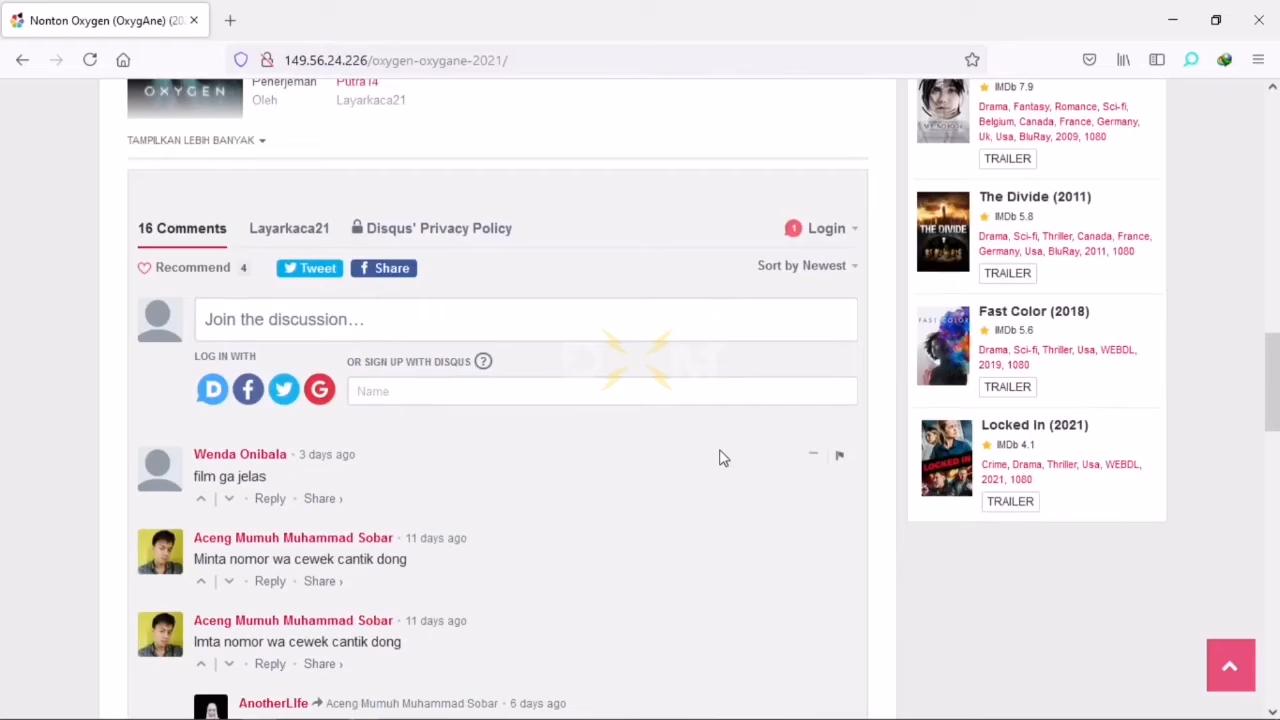 Nonton Oxygen (OxygAne) (20
149.56.24.226/oxygen-oxygane-2021/
OXYGEN
Penerjemah
Putra14
Oleh
Layarkaca21
TAMPILKAN LEBIH BANYAK
16 Comments
Layarkaca21
Disqus' Privacy Policy
1
Login
Recommend 4
Tweet
Share
Sort by Newest
Join the discussion…
LOG IN WITH
OR SIGN UP WITH DISQUS ?
Name
Wenda Onibala · 3 days ago
film ga jelas
Reply · Share ›
Aceng Mumuh Muhammad Sobar · 11 days ago
Minta nomor wa cewek cantik dong
Reply · Share ›
Aceng Mumuh Muhammad Sobar · 11 days ago
Imta nomor wa cewek cantik dong
Reply · Share ›
AnotherLIfe Aceng Mumuh Muhammad Sobar · 6 days ago
IMDb 7.9
Drama, Fantasy, Romance, Sci-fi,
Belgium, Canada, France, Germany,
Uk, Usa, BluRay, 2009, 1080
TRAILER
THE DIVIDE
The Divide (2011)
IMDb 5.8
Drama, Sci-fi, Thriller, Canada, France,
Germany, Usa, BluRay, 2011, 1080
TRAILER
FAST COLOR
Fast Color (2018)
IMDb 5.6
Drama, Sci-fi, Thriller, Usa, WEBDL,
2019, 1080
TRAILER
LOCKED IN
Locked In (2021)
IMDb 4.1
Crime, Drama, Thriller, Usa, WEBDL,
2021, 1080
TRAILER